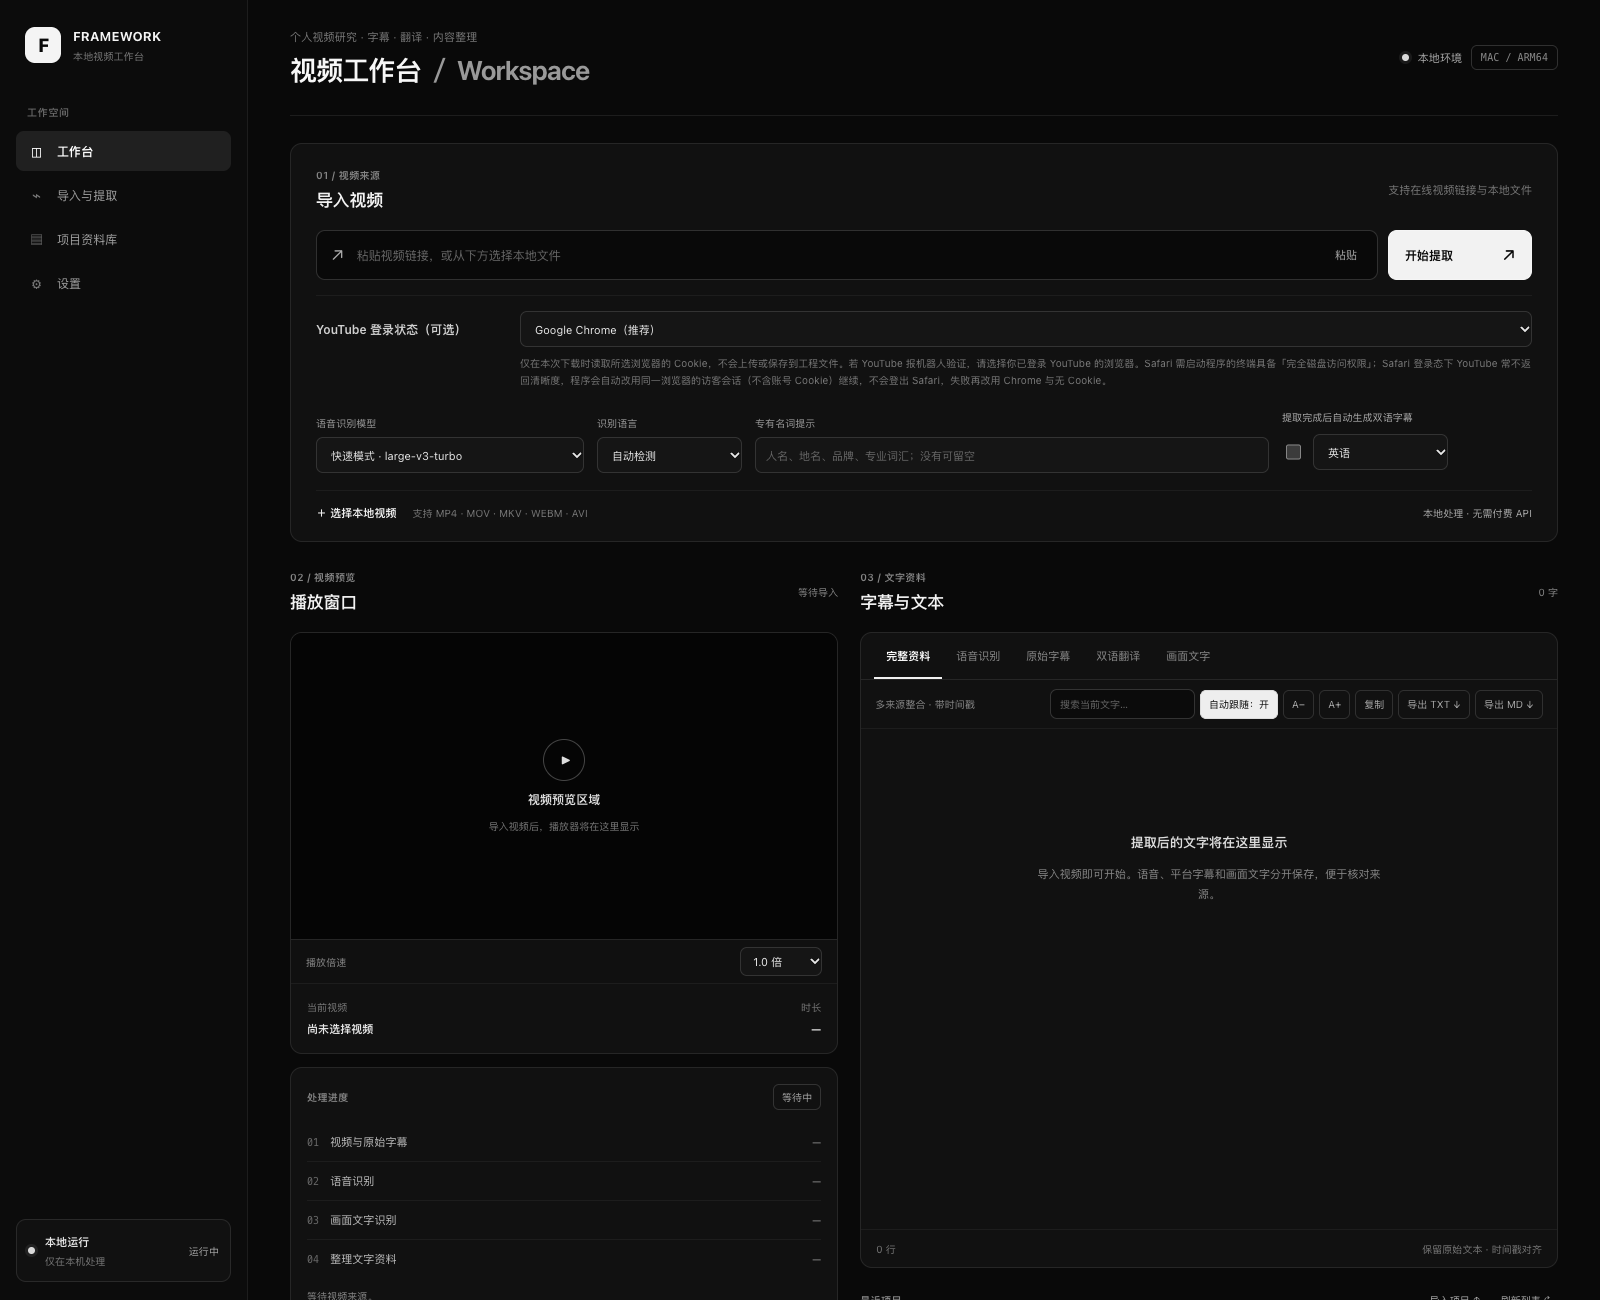 F
FRAMEWORK
本地视频工作台
工作空间
工作台
导入与提取
项目资料库
设置
本地运行
仅在本机处理
运行中
个人视频研究 · 字幕 · 翻译 · 内容整理
视频工作台 / Workspace
本地环境
MAC / ARM64
01 / 视频来源
导入视频
支持在线视频链接与本地文件
粘贴视频链接，或从下方选择本地文件
粘贴
开始提取
YouTube 登录状态（可选）
Google Chrome（推荐）
仅在本次下载时读取所选浏览器的 Cookie，不会上传或保存到工程文件。若 YouTube 报机器人验证，请选择你已登录 YouTube 的浏览器。Safari 需启动程序的终端具备「完全磁盘访问权限」；Safari 登录态下 YouTube 常不返
回清晰度，程序会自动改用同一浏览器的访客会话（不含账号 Cookie）继续，不会登出 Safari，失败再改用 Chrome 与无 Cookie。
语音识别模型
快速模式 · large-v3-turbo
识别语言
自动检测
专有名词提示
人名、地名、品牌、专业词汇；没有可留空
提取完成后自动生成双语字幕
英语
+ 选择本地视频
支持 MP4 · MOV · MKV · WEBM · AVI
本地处理 · 无需付费 API
02 / 视频预览
播放窗口
等待导入
视频预览区域
导入视频后，播放器将在这里显示
播放倍速
1.0 倍
当前视频
时长
尚未选择视频
—
处理进度
等待中
01 视频与原始字幕 —
02 语音识别 —
03 画面文字识别 —
04 整理文字资料 —
等待视频来源。
03 / 文字资料
字幕与文本
0 字
完整资料
语音识别
原始字幕
双语翻译
画面文字
多来源整合 · 带时间戳
搜索当前文字...
自动跟随：开
A−
A+
复制
导出 TXT ↓
导出 MD ↓
提取后的文字将在这里显示
导入视频即可开始。语音、平台字幕和画面文字分开保存，便于核对来
源。
0 行
保留原始文本 · 时间戳对齐
最近项目
导入项目
刷新列表